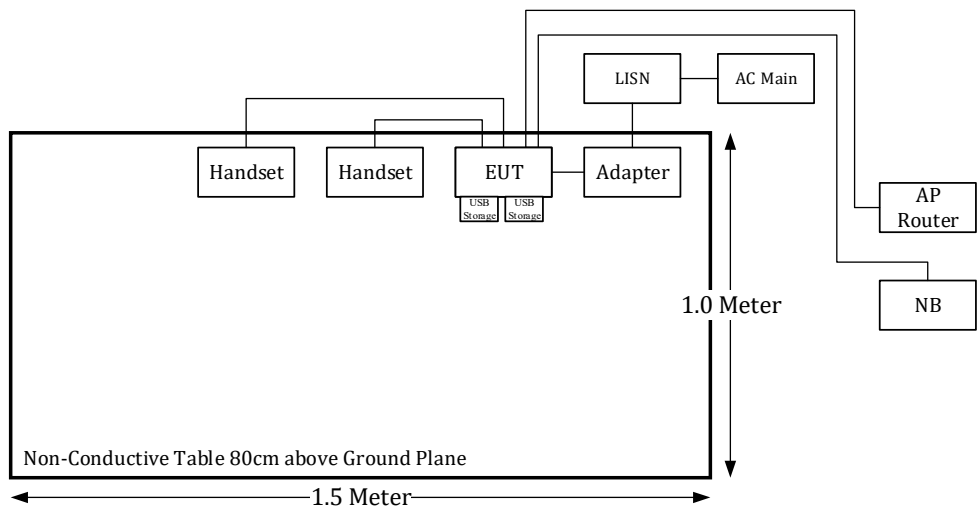 LISN
AC Main
Handset
Handset
EUT
Adapter
USB
Storage
USB
Storage
AP
Router
NB
1.0 Meter
Non-Conductive Table 80cm above Ground Plane
1.5 Meter